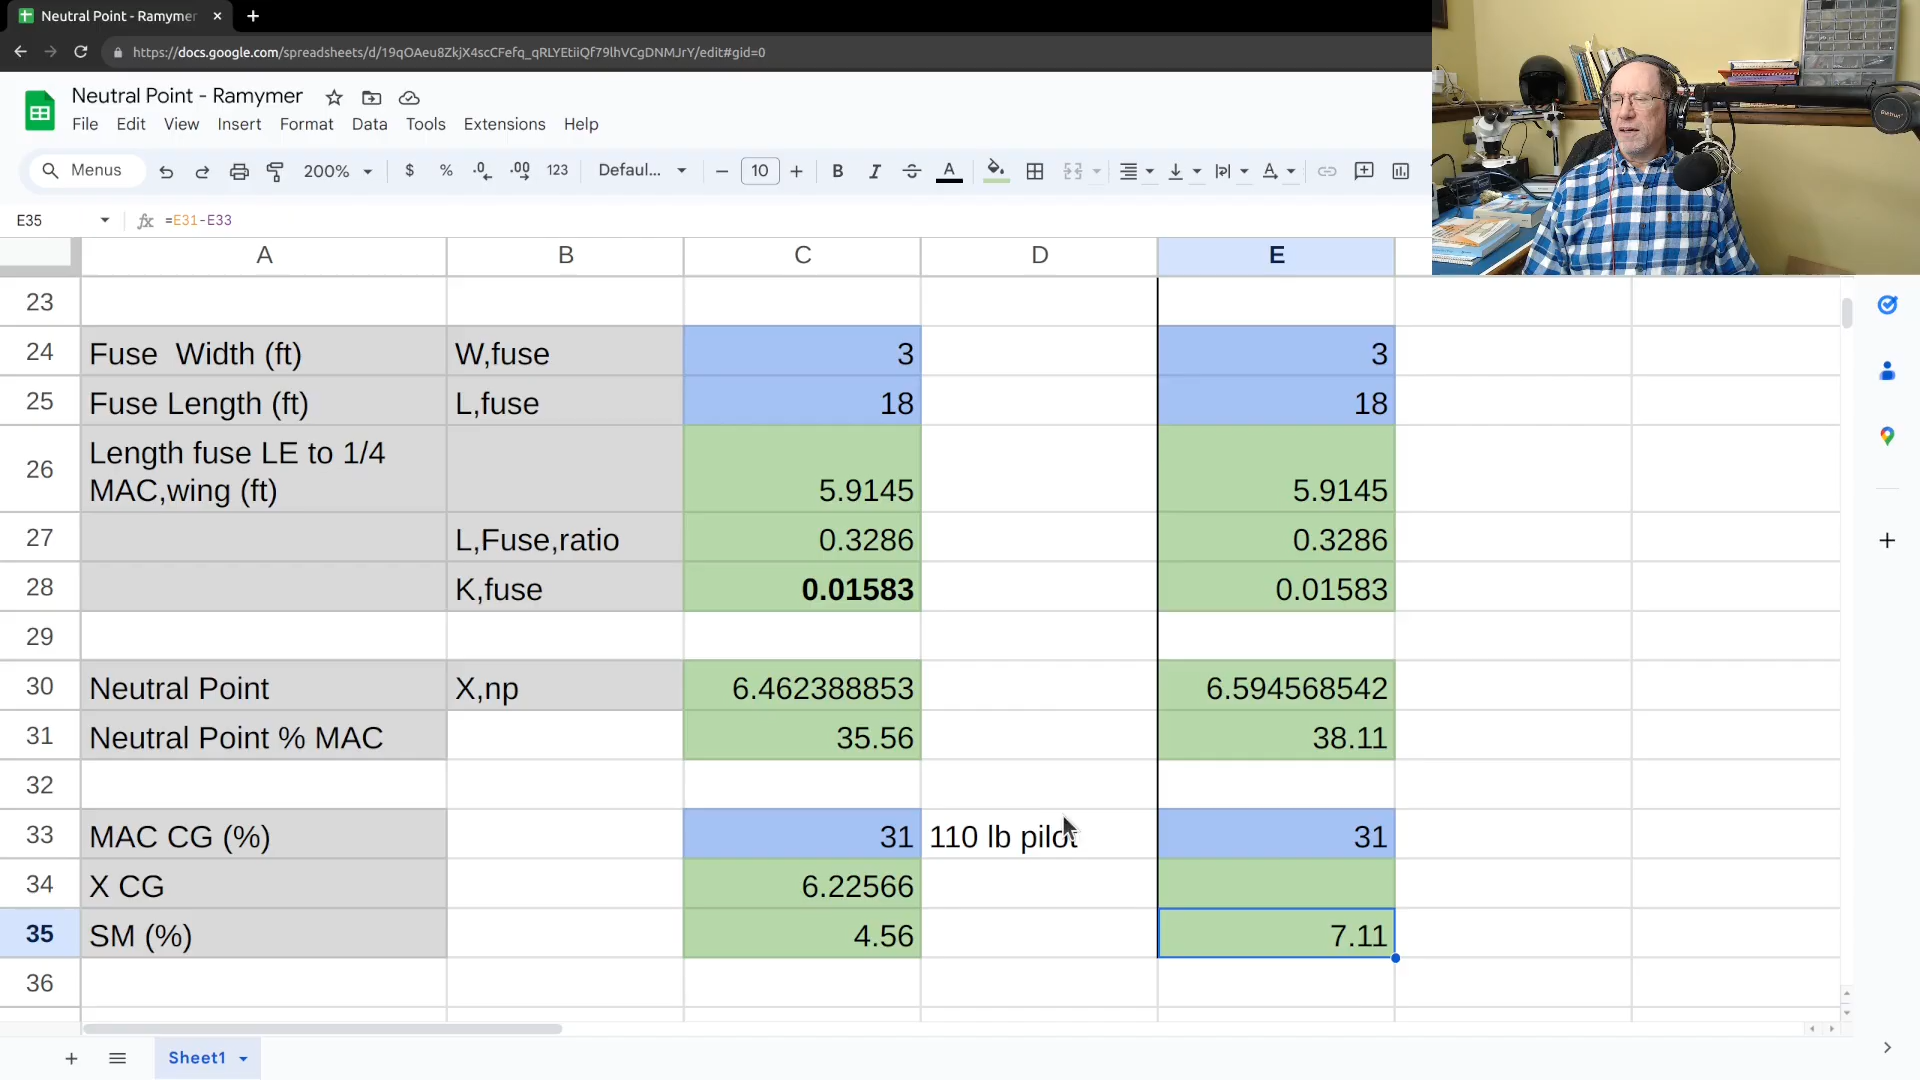 Neutral Point - Ramymer
https://docs.google.com/spreadsheets/d/19qOAeu8ZkjX4scCFefq_qRLYEtiiQf79lhVCgDNMJrY/edit#gid=0
Neutral Point - Ramymer
File Edit View Insert Format Data Tools Extensions Help
Menus 200% $ % .0 .00 123 Defaul... 10 B I A
E35 fx =E31-E33
A B C D E
23
24 Fuse Width (ft) W,fuse 3 3
25 Fuse Length (ft) L,fuse 18 18
Length fuse LE to 1/4
26 MAC,wing (ft) 5.9145 5.9145
27 L,Fuse,ratio 0.3286 0.3286
28 K,fuse 0.01583 0.01583
29
30 Neutral Point X,np 6.462388853 6.594568542
31 Neutral Point % MAC 35.56 38.11
32
33 MAC CG (%) 31 110 lb pilot 31
34 X CG 6.22566
35 SM (%) 4.56 7.11
36
Sheet1